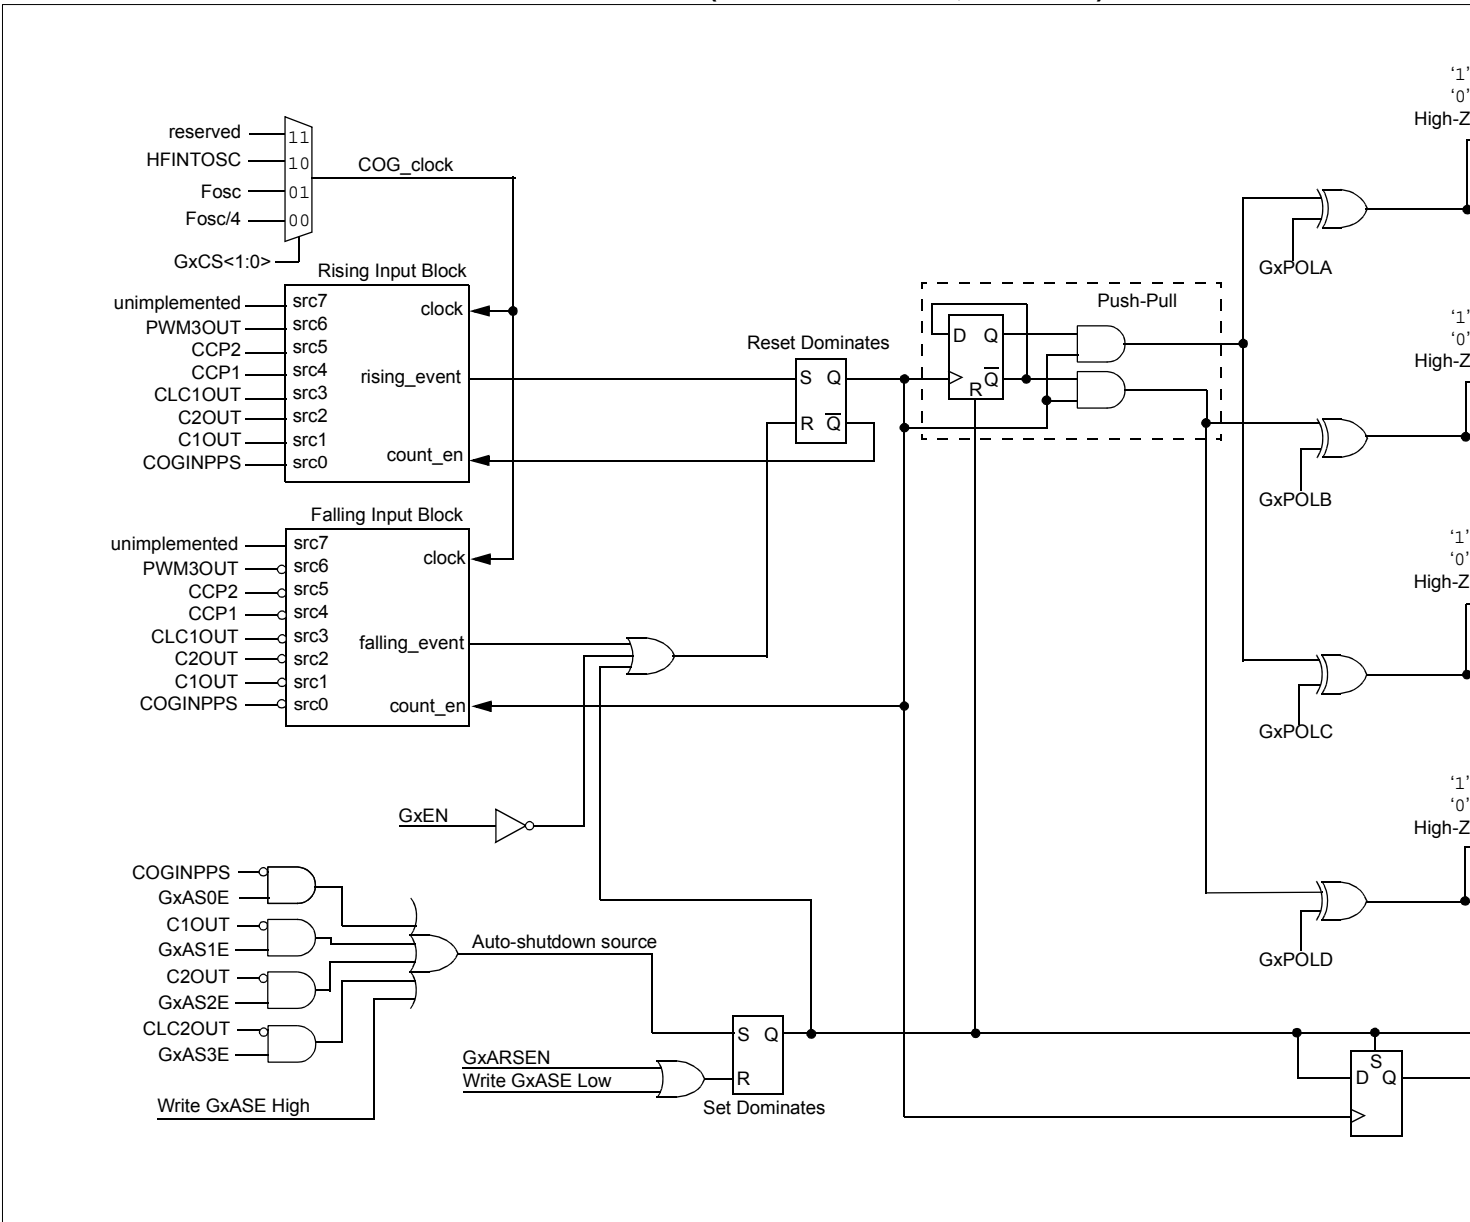 reserved
HFINTOSC
Fosc
Fosc/4
11
10
01
00
COG_clock
GxCS<1:0>
Rising Input Block
unimplemented
PWM3OUT
CCP2
CCP1
CLC1OUT
C2OUT
C1OUT
COGINPPS
src7
src6
src5
src4
src3
src2
src1
src0
clock
rising_event
count_en
Falling Input Block
unimplemented
PWM3OUT
CCP2
CCP1
CLC1OUT
C2OUT
C1OUT
COGINPPS
src7
src6
src5
src4
src3
src2
src1
src0
clock
falling_event
count_en
Reset Dominates
S Q
R Q
Push-Pull
D Q
Q
R
GxEN
COGINPPS
GxAS0E
C1OUT
GxAS1E
C2OUT
GxAS2E
CLC2OUT
GxAS3E
Write GxASE High
Auto-shutdown source
GxARSEN
Write GxASE Low
S Q
R
Set Dominates
‘1’
‘0’
High-Z
GxPOLA
‘1’
‘0’
High-Z
GxPOLB
‘1’
‘0’
High-Z
GxPOLC
‘1’
‘0’
High-Z
GxPOLD
S
D Q